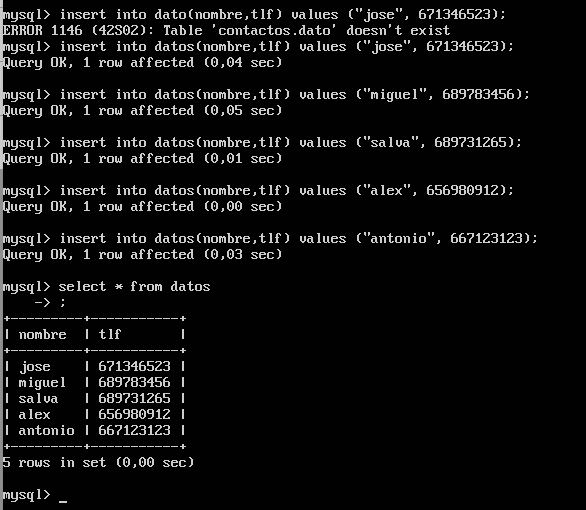 mysql> insert into dato(nombre,tlf) values ("jose", 671346523);
ERROR 1146 (42S02): Table 'contactos.dato' doesn't exist
mysql> insert into datos(nombre,tlf) values ("jose", 671346523);
Query OK, 1 row affected (0,04 sec)
mysql> insert into datos(nombre,tlf) values ("miguel", 689783456);
Query OK, 1 row affected (0,05 sec)
mysql> insert into datos(nombre,tlf) values ("salva", 689731265);
Query OK, 1 row affected (0,01 sec)
mysql> insert into datos(nombre,tlf) values ("alex", 656980912);
Query OK, 1 row affected (0,00 sec)
mysql> insert into datos(nombre,tlf) values ("antonio", 667123123);
Query OK, 1 row affected (0,03 sec)
mysql> select * from datos
    -> ;
+---------+-----------+
| nombre  | tlf       |
+---------+-----------+
| jose    | 671346523 |
| miguel  | 689783456 |
| salva   | 689731265 |
| alex    | 656980912 |
| antonio | 667123123 |
+---------+-----------+
5 rows in set (0,00 sec)
mysql> _